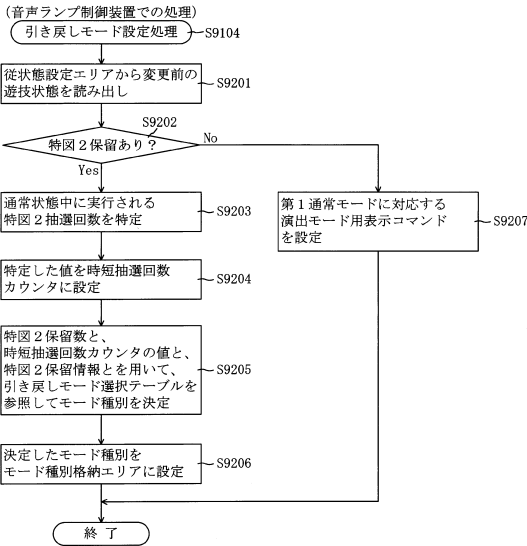 (音声ランプ制御装置での処理)
引き戻しモード設定処理
S9104
従状態設定エリアから変更前の
遊技状態を読み出し
S9201
S9202
特図2保留あり?
No
Yes
通常状態中に実行される
特図2抽選回数を特定
S9203
第1通常モードに対応する
演出モード用表示コマンド
を設定
S9207
特定した値を時短抽選回数
カウンタに設定
S9204
特図2保留数と、
時短抽選回数カウンタの値と、
特図2保留情報とを用いて、
引き戻しモード選択テーブルを
参照してモード種別を決定
S9205
決定したモード種別を
モード種別格納エリアに設定
S9206
終了